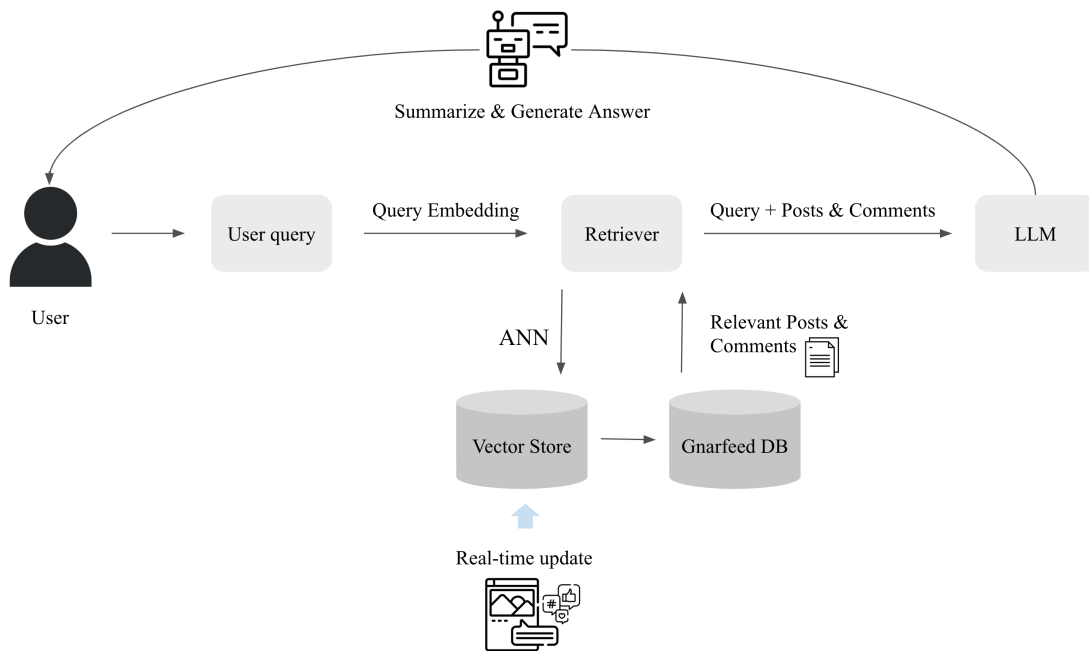 Summarize & Generate Answer
User
User query
Query Embedding
Retriever
Query + Posts & Comments
LLM
ANN
Relevant Posts &
Comments
Vector Store
Gnarfeed DB
Real-time update
#